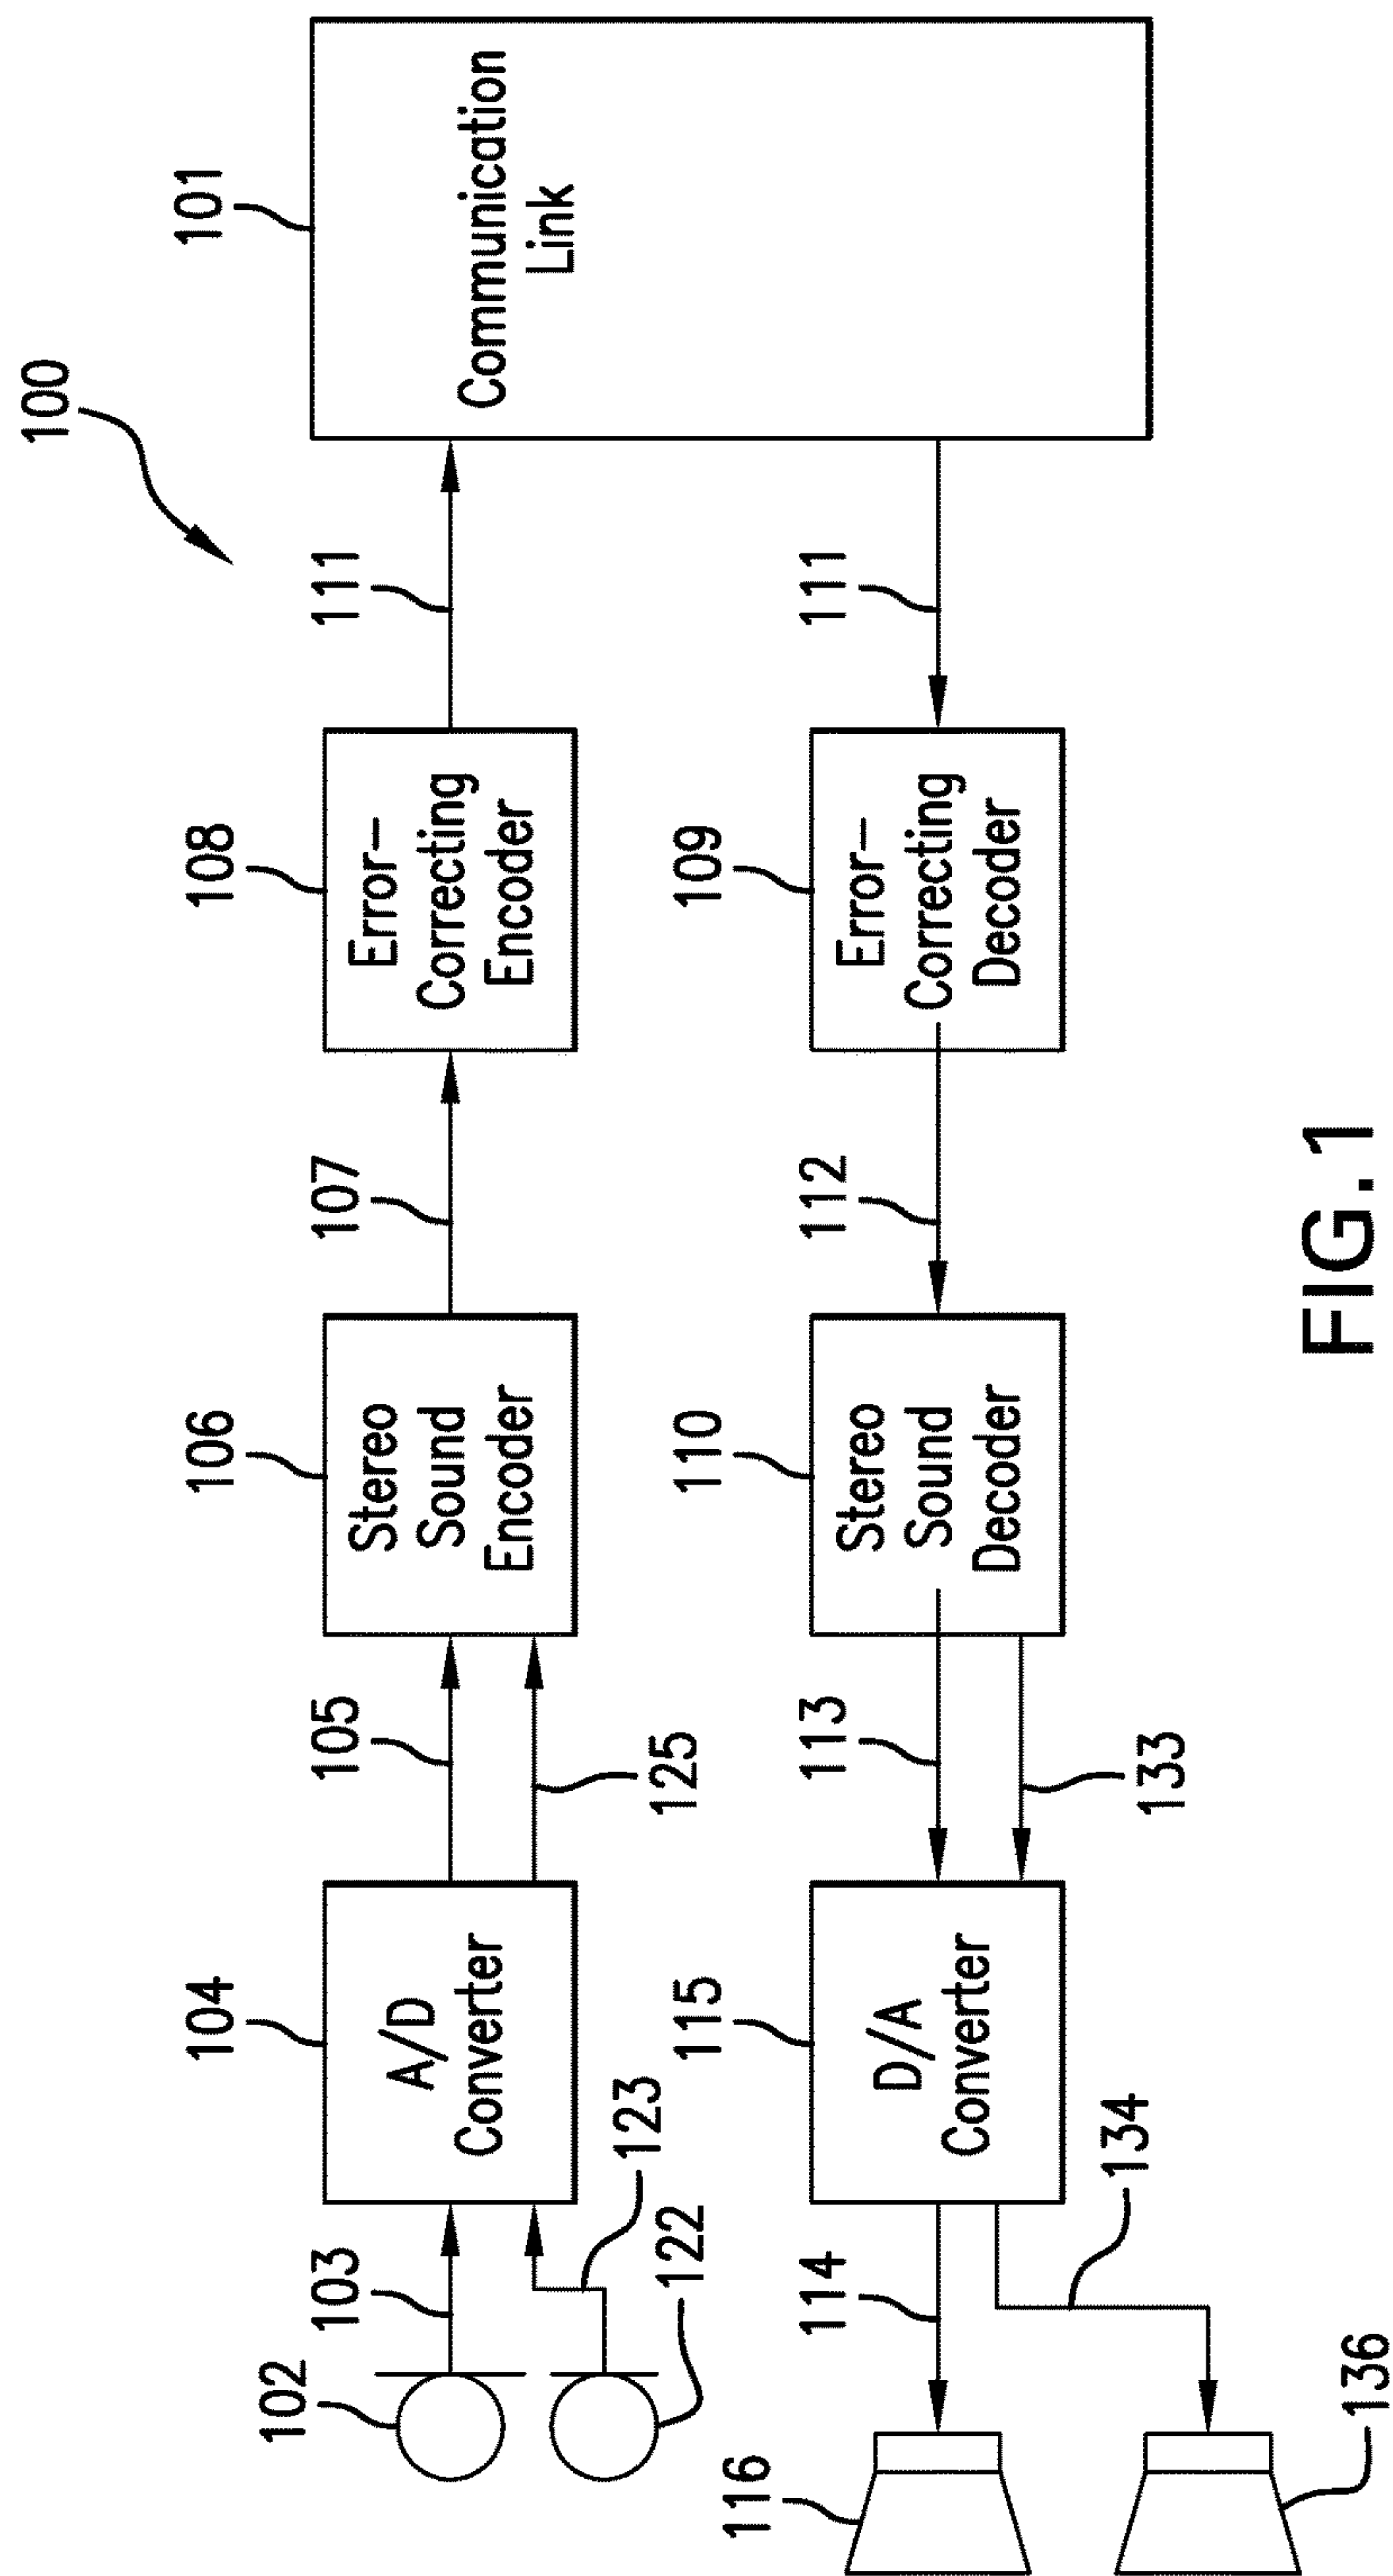 100
101
Communication
Link
102
103
104
A/D
Converter
105
106
Stereo
Sound
Encoder
107
108
Error-
Correcting
Encoder
111
122
123
125
116
114
115
D/A
Converter
113
110
Stereo
Sound
Decoder
112
109
Error-
Correcting
Decoder
111
136
134
133
FIG.1